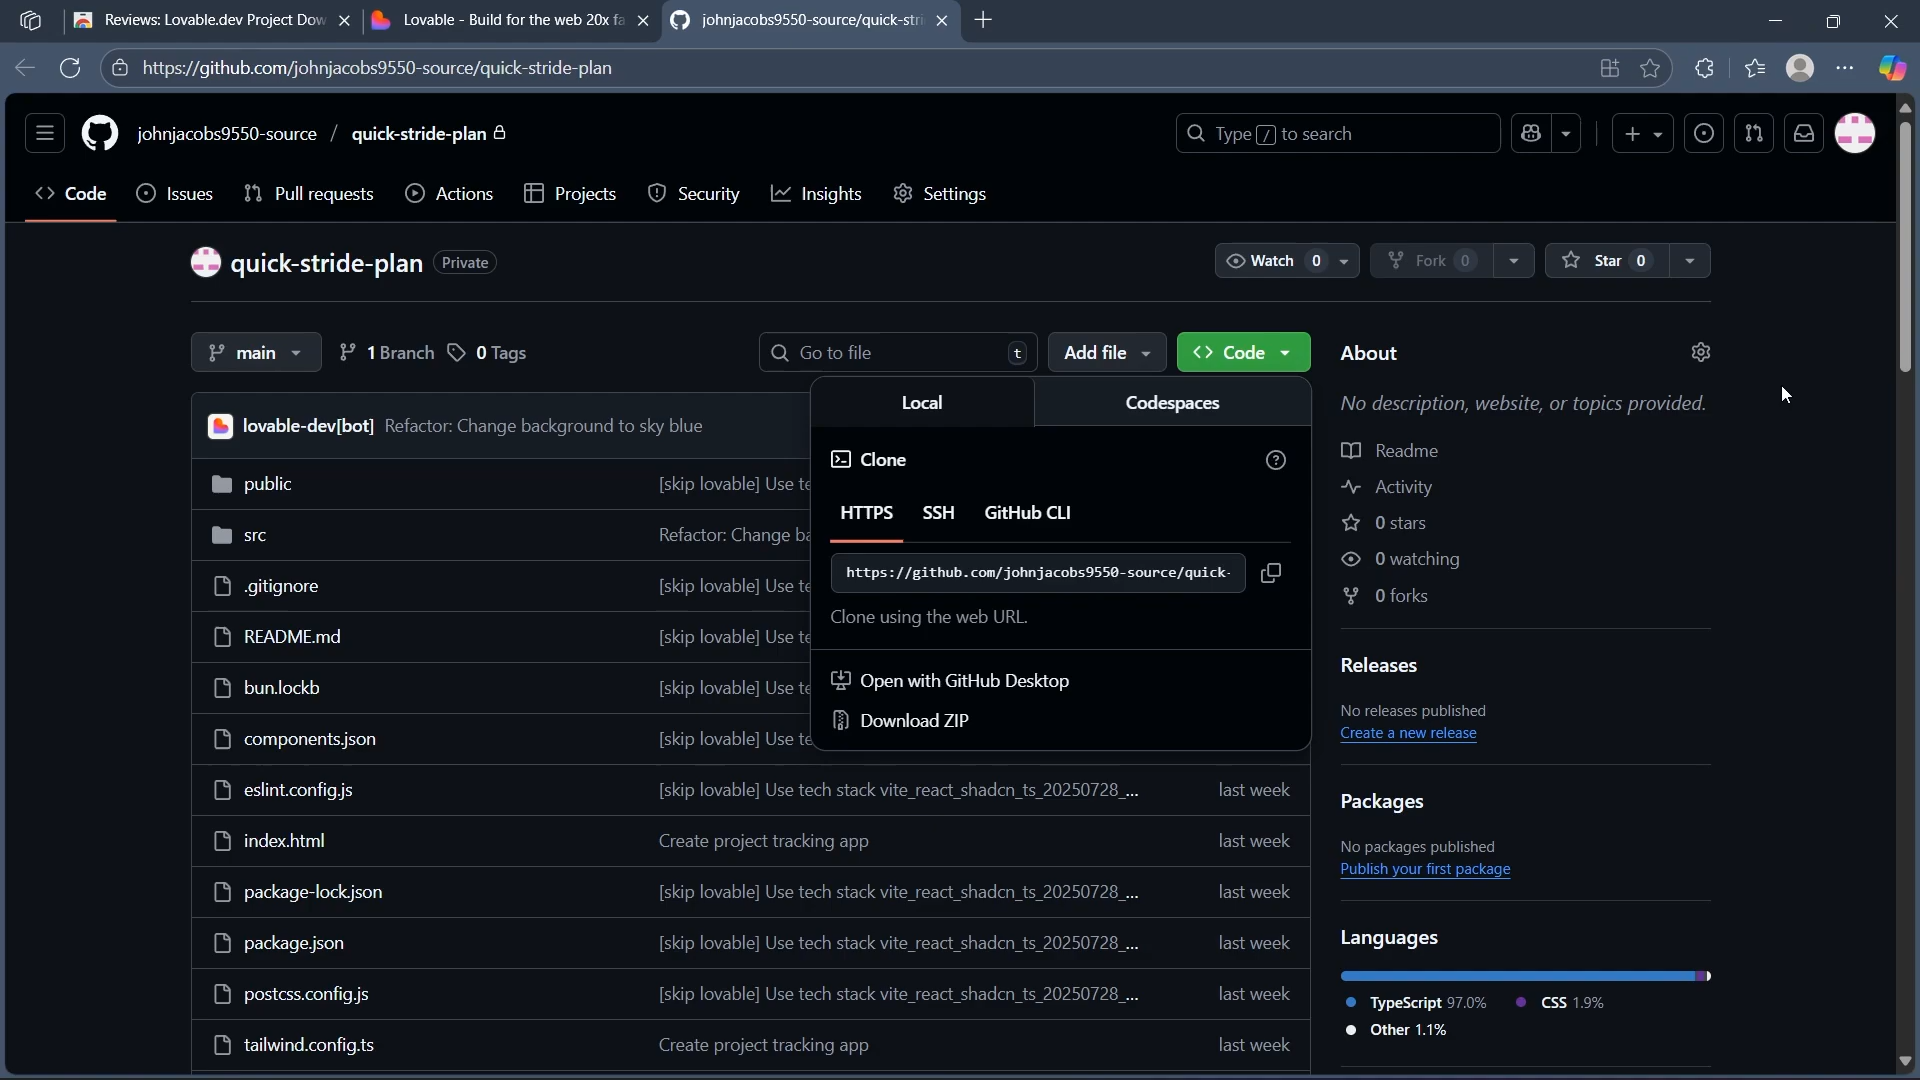 Reviews: Lovable.dev Project Dow
Lovable - Build for the web 20x fa
johnjacobs9550-source/quick-stri
https://github.com/johnjacobs9550-source/quick-stride-plan
johnjacobs9550-source / quick-stride-plan
Type / to search
Code
Issues
Pull requests
Actions
Projects
Security
Insights
Settings
quick-stride-plan
Private
Watch 0
Fork 0
Star 0
main
1 Branch
0 Tags
Go to file
t
Add file
Code
lovable-dev[bot] Refactor: Change background to sky blue
public
[skip lovable] Use te
src
Refactor: Change ba
.gitignore
[skip lovable] Use te
README.md
[skip lovable] Use te
bun.lockb
[skip lovable] Use te
components.json
[skip lovable] Use te
eslint.config.js
[skip lovable] Use tech stack vite_react_shadcn_ts_20250728_...
last week
index.html
Create project tracking app
last week
package-lock.json
[skip lovable] Use tech stack vite_react_shadcn_ts_20250728_...
last week
package.json
[skip lovable] Use tech stack vite_react_shadcn_ts_20250728_...
last week
postcss.config.js
[skip lovable] Use tech stack vite_react_shadcn_ts_20250728_...
last week
tailwind.config.ts
Create project tracking app
last week
Local
Codespaces
Clone
HTTPS
SSH
GitHub CLI
https://github.com/johnjacobs9550-source/quick-
Clone using the web URL.
Open with GitHub Desktop
Download ZIP
About
No description, website, or topics provided.
Readme
Activity
0 stars
0 watching
0 forks
Releases
No releases published
Create a new release
Packages
No packages published
Publish your first package
Languages
TypeScript 97.0%
CSS 1.9%
Other 1.1%